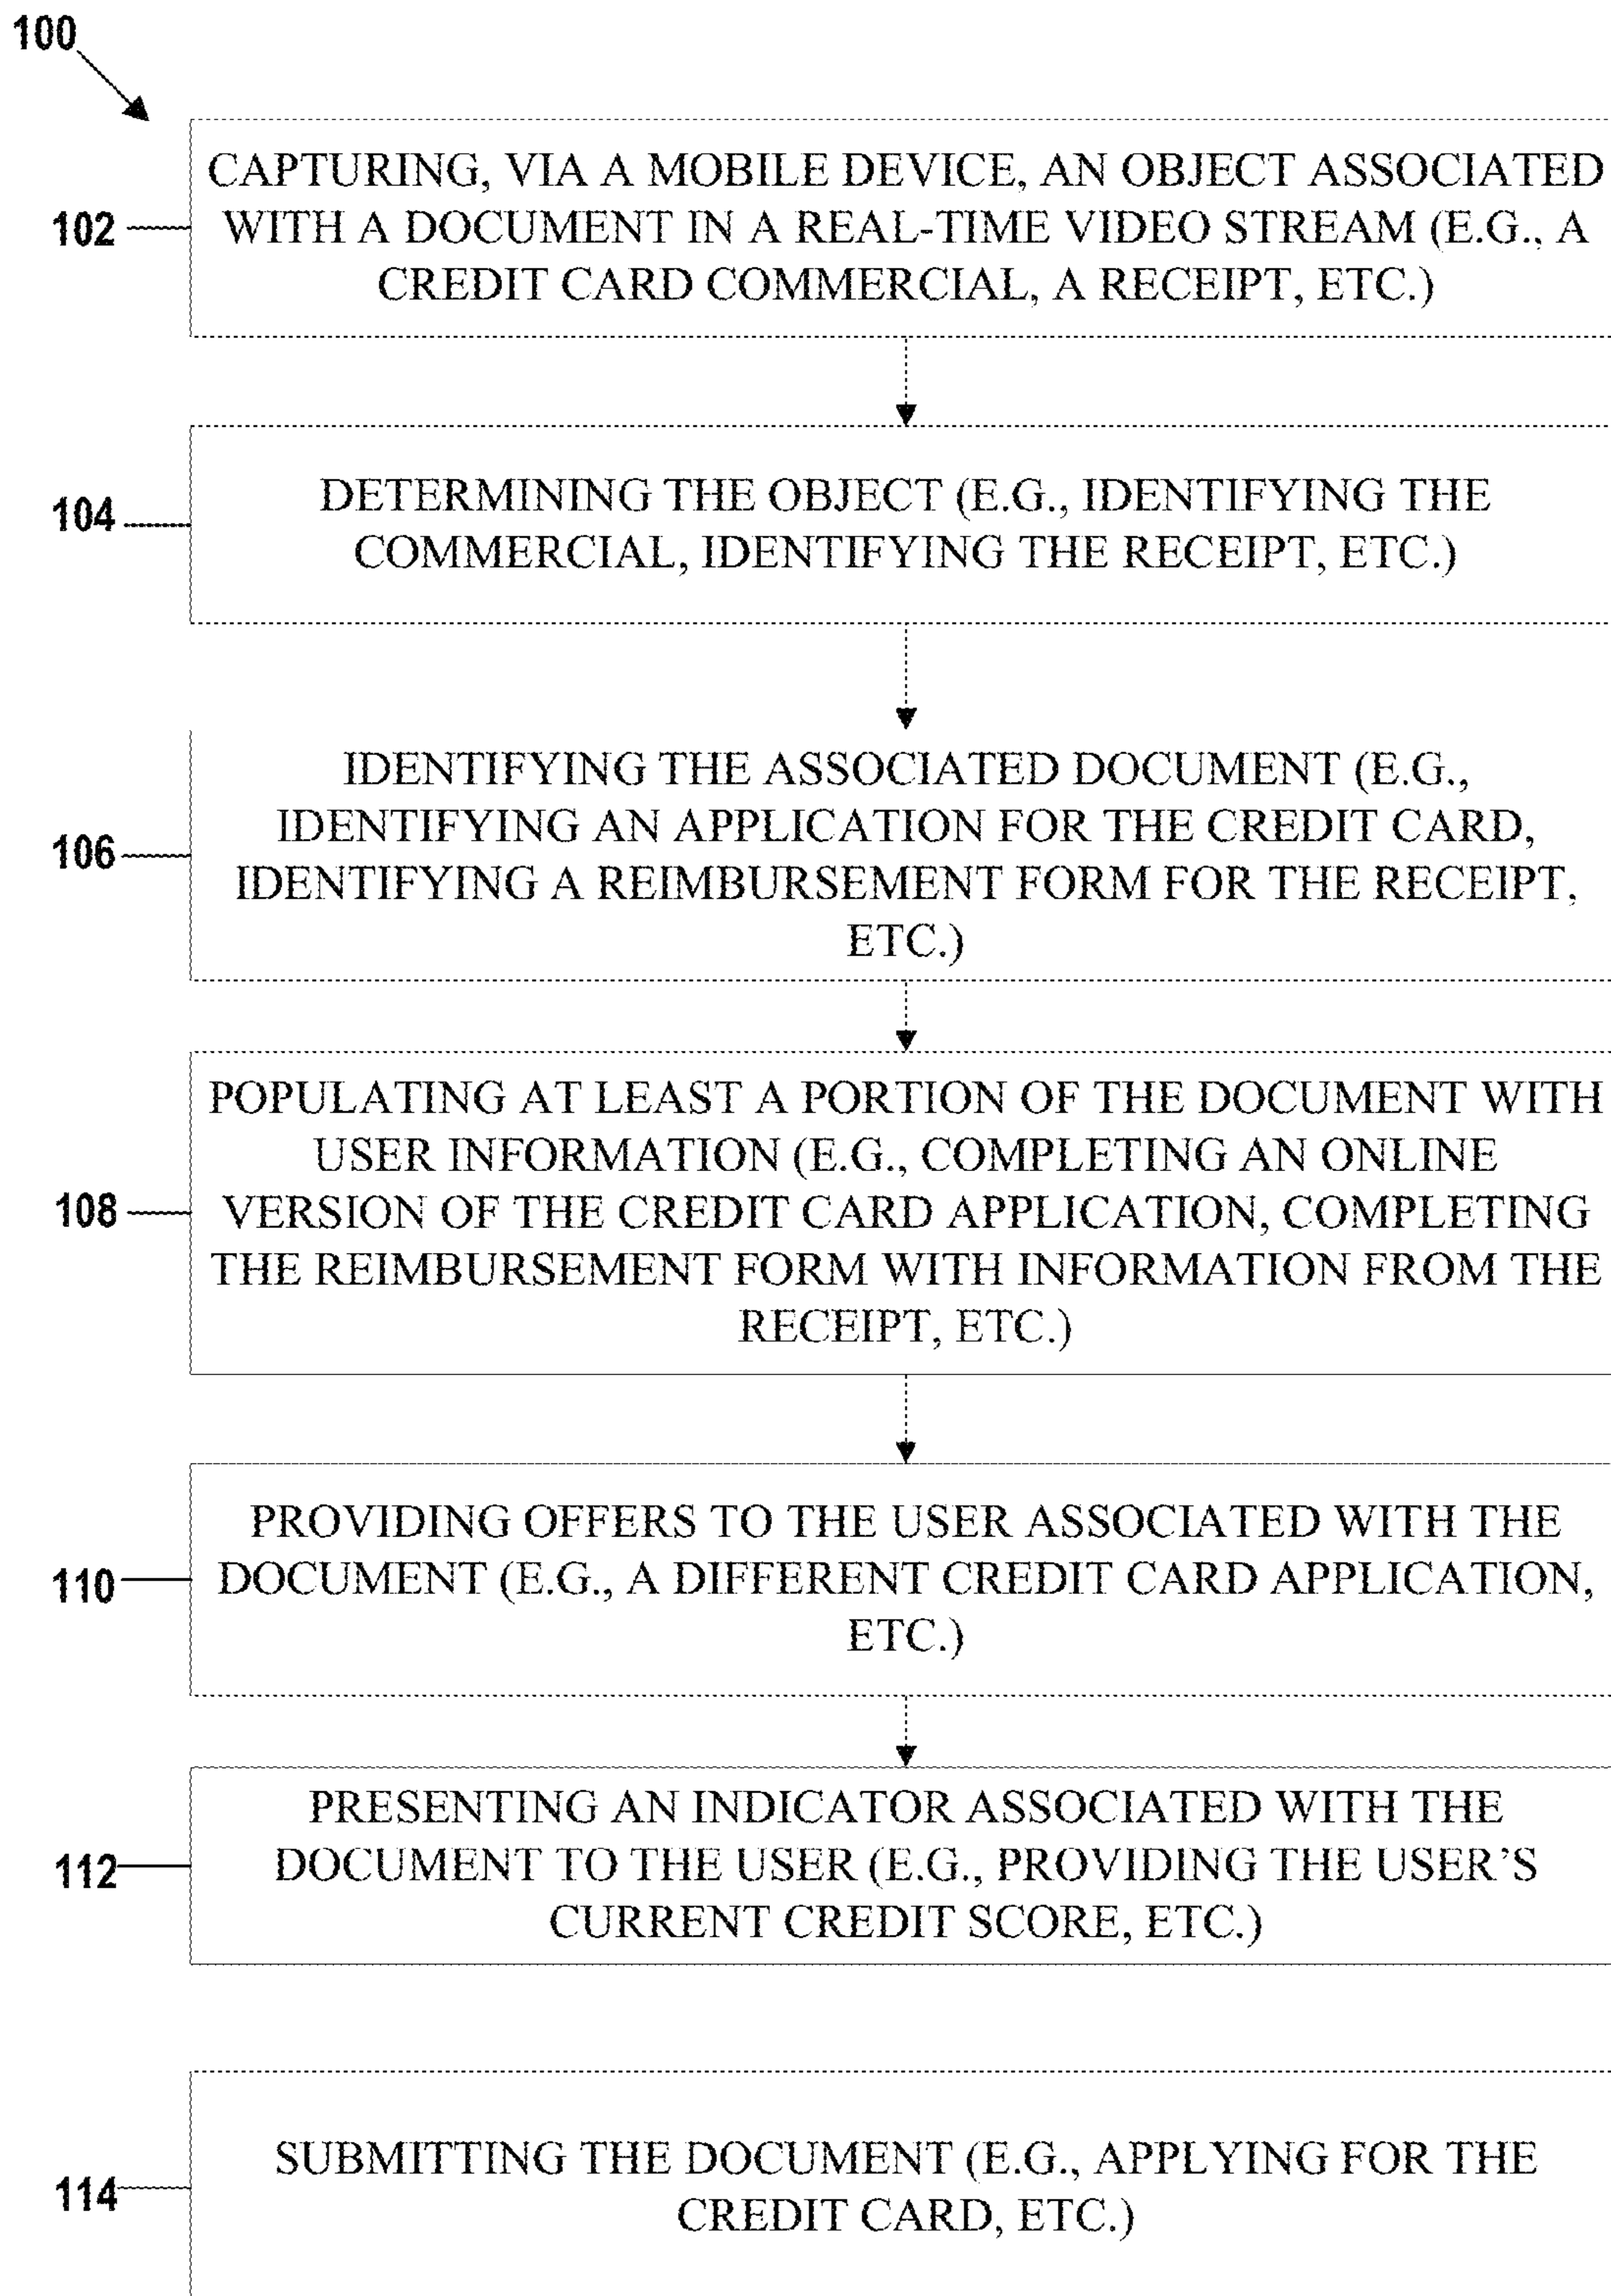 100
102
CAPTURING, VIA A MOBILE DEVICE, AN OBJECT ASSOCIATED
WITH A DOCUMENT IN A REAL-TIME VIDEO STREAM (E.G., A
CREDIT CARD COMMERCIAL, A RECEIPT, ETC.)
104
DETERMINING THE OBJECT (E.G., IDENTIFYING THE
COMMERCIAL, IDENTIFYING THE RECEIPT, ETC.)
106
IDENTIFYING THE ASSOCIATED DOCUMENT (E.G.,
IDENTIFYING AN APPLICATION FOR THE CREDIT CARD,
IDENTIFYING A REIMBURSEMENT FORM FOR THE RECEIPT,
ETC.)
108
POPULATING AT LEAST A PORTION OF THE DOCUMENT WITH
USER INFORMATION (E.G., COMPLETING AN ONLINE
VERSION OF THE CREDIT CARD APPLICATION, COMPLETING
THE REIMBURSEMENT FORM WITH INFORMATION FROM THE
RECEIPT, ETC.)
110
PROVIDING OFFERS TO THE USER ASSOCIATED WITH THE
DOCUMENT (E.G., A DIFFERENT CREDIT CARD APPLICATION,
ETC.)
112
PRESENTING AN INDICATOR ASSOCIATED WITH THE
DOCUMENT TO THE USER (E.G., PROVIDING THE USER'S
CURRENT CREDIT SCORE, ETC.)
114
SUBMITTING THE DOCUMENT (E.G., APPLYING FOR THE
CREDIT CARD, ETC.)